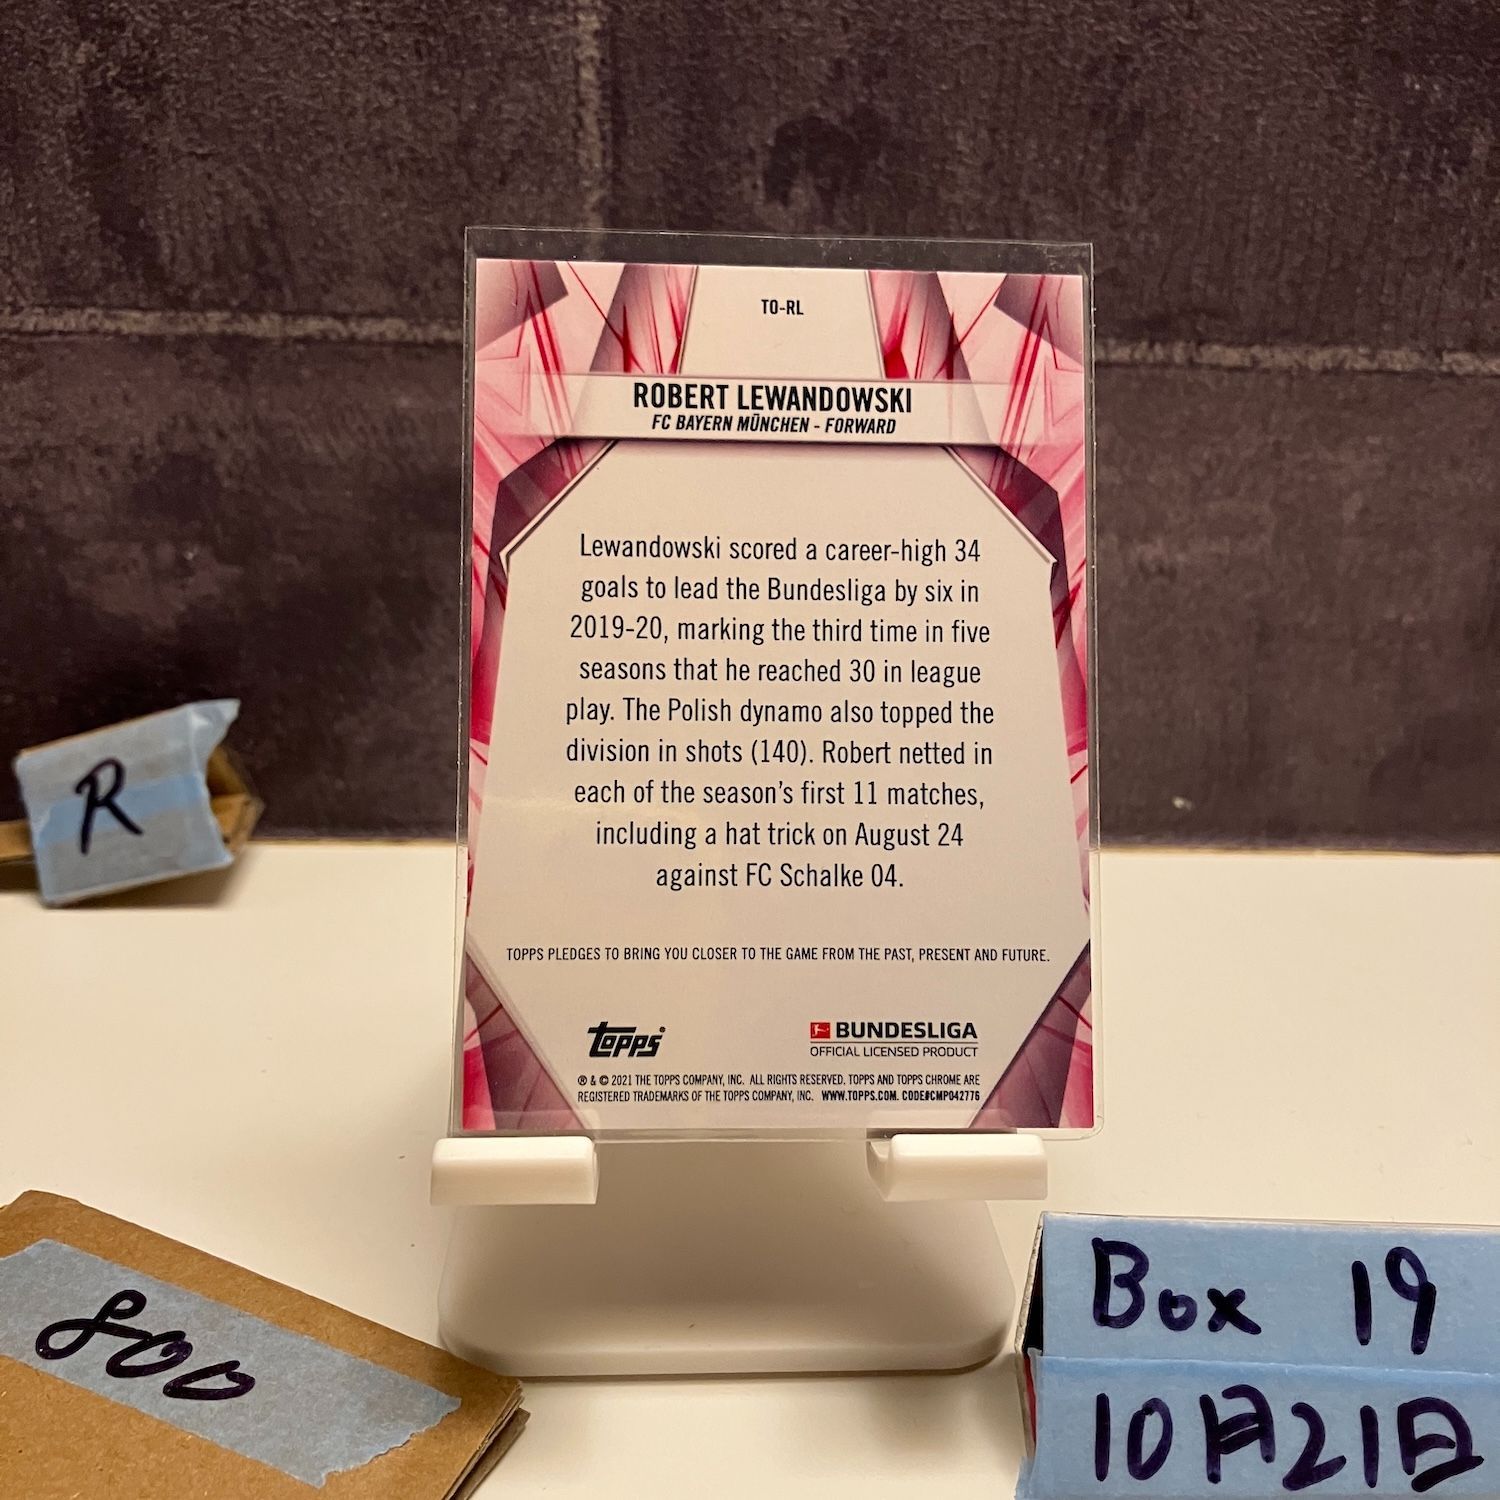 TO-RL
ROBERT LEWANDOWSKI
FC BAYERN MÜNCHEN - FORWARD
Lewandowski scored a career-high 34
goals to lead the Bundesliga by six in
2019-20, marking the third time in five
seasons that he reached 30 in league
play. The Polish dynamo also topped the
division in shots (140). Robert netted in
each of the season's first 11 matches,
including a hat trick on August 24
against FC Schalke 04.
TOPPS PLEDGES TO BRING YOU CLOSER TO THE GAME FROM THE PAST, PRESENT AND FUTURE.
Topps
BUNDESLIGA
OFFICIAL LICENSED PRODUCT
® & © 2021 THE TOPPS COMPANY, INC. ALL RIGHTS RESERVED. TOPPS AND TOPPS CHROME ARE
REGISTERED TRADEMARKS OF THE TOPPS COMPANY, INC. WWW.TOPPS.COM. CODE#CMP042776
R
800
Box 19
10月21日